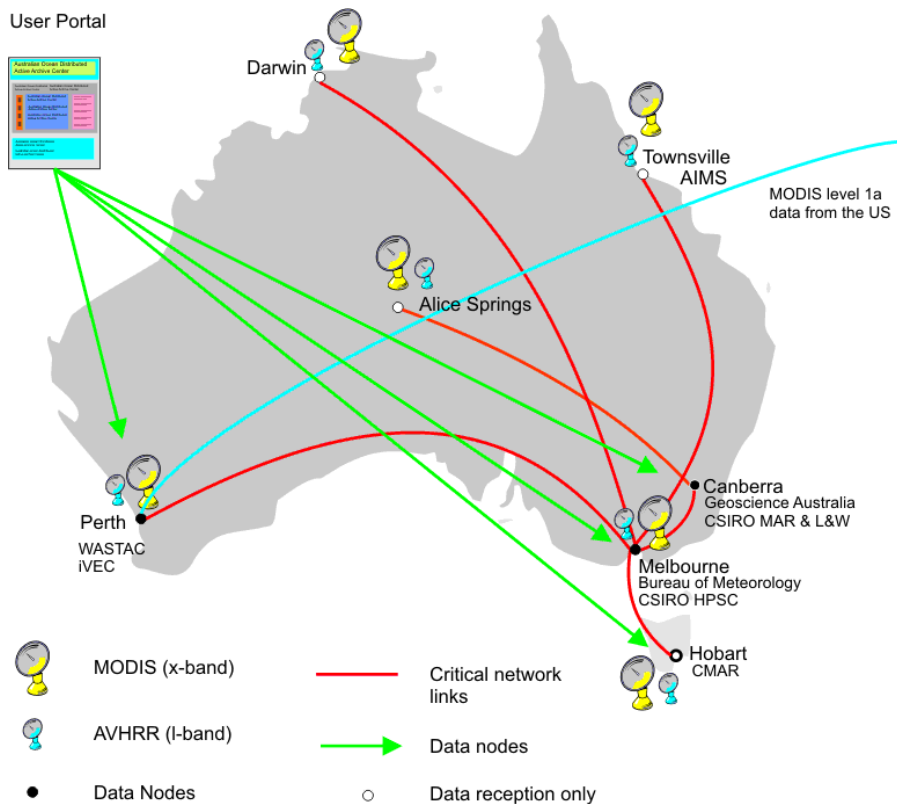 User Portal
Australian Ocean Distributed
Active Archive Center
Darwin
Townsville
AIMS
MODIS level 1a
data from the US
Alice Springs
Canberra
Geoscience Australia
CSIRO MAR & L&W
Perth
WASTAC
iVEC
Melbourne
Bureau of Meteorology
CSIRO HPSC
Hobart
CMAR
MODIS (x-band)
Critical network
links
AVHRR (l-band)
Data nodes
Data Nodes
Data reception only